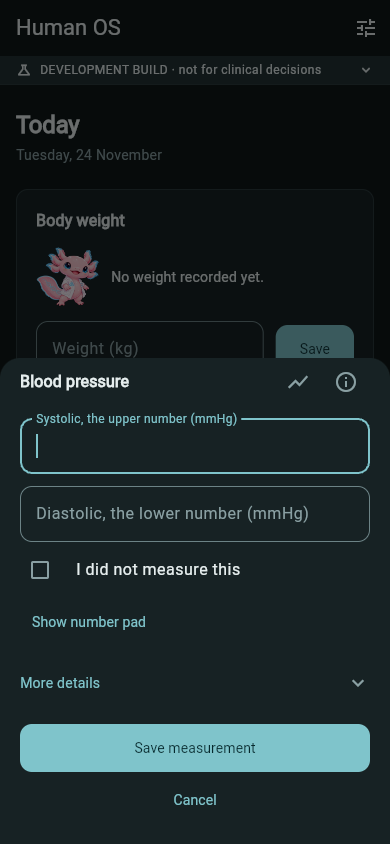 Human OS
DEVELOPMENT BUILD · not for clinical decisions
Today
Tuesday, 24 November
Body weight
No weight recorded yet.
Weight (kg)
Save
Blood pressure
Systolic, the upper number (mmHg)
Diastolic, the lower number (mmHg)
I did not measure this
Show number pad
More details
Save measurement
Cancel